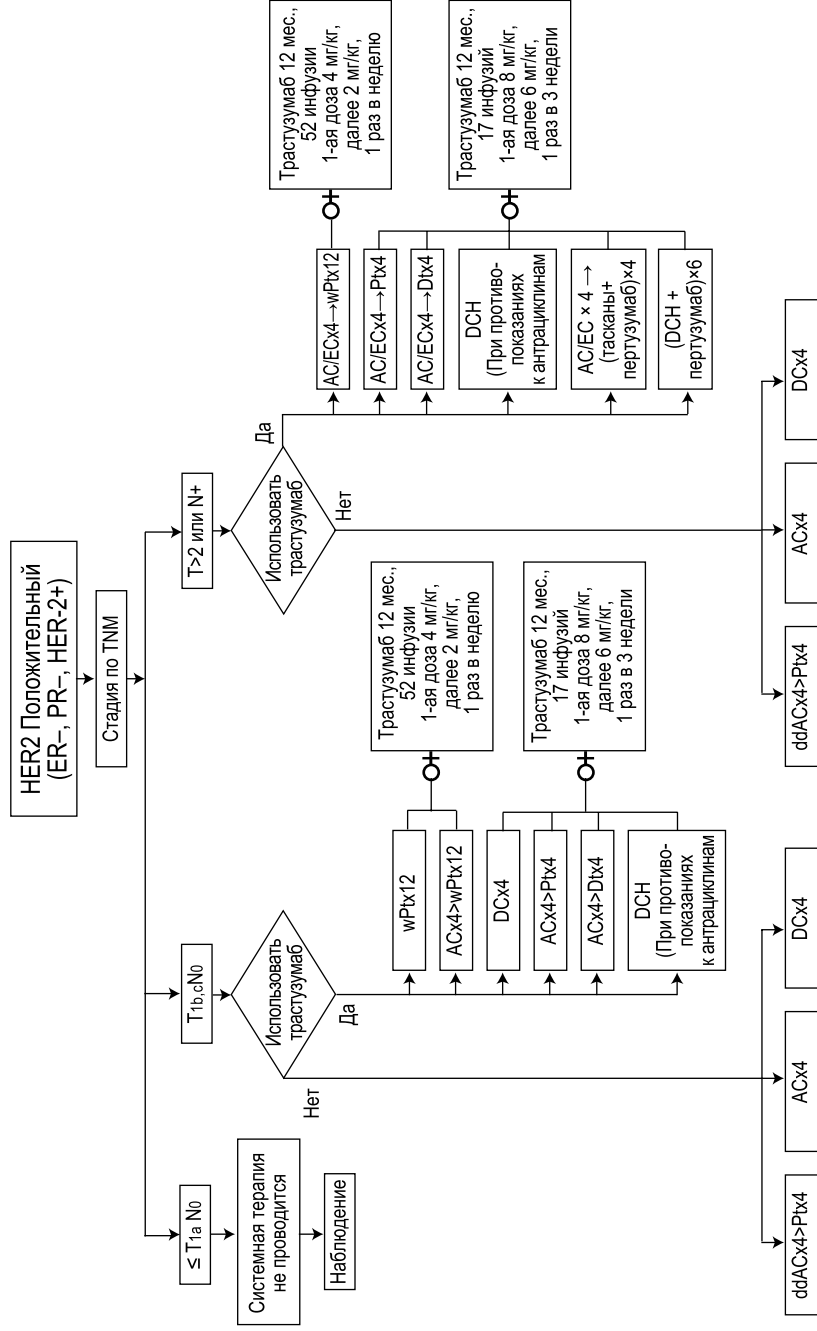 HER2 Положительный
(ER–, PR–, HER-2+)
Стадия по TNM
≤ T1a N0
Системная терапия
не проводится
Наблюдение
T1b,cN0
Использовать
трастузумаб
Нет
Да
wPtx12
ACx4>wPtx12
DCx4
ACx4>Ptx4
ACx4>Dtx4
DCH
(При противо-
показаниях
к антрациклинам
Трастузумаб 12 мес.,
52 инфузии
1-ая доза 4 мг/кг,
далее 2 мг/кг,
1 раз в неделю
Трастузумаб 12 мес.,
17 инфузий
1-ая доза 8 мг/кг,
далее 6 мг/кг,
1 раз в 3 недели
ddACx4>Ptx4
ACx4
DCx4
T>2 или N+
Использовать
трастузумаб
Нет
Да
AC/ECx4→wPtx12
AC/ECx4→Ptx4
AC/ECx4→Dtx4
DCH
(При противо-
показаниях
к антрациклинам
AC/EC × 4 →
(тасканы+
пертузумаб)×4
(DCH +
пертузумаб)×6
Трастузумаб 12 мес.,
52 инфузии
1-ая доза 4 мг/кг,
далее 2 мг/кг,
1 раз в неделю
Трастузумаб 12 мес.,
17 инфузий
1-ая доза 8 мг/кг,
далее 6 мг/кг,
1 раз в 3 недели
ddACx4>Ptx4
ACx4
DCx4